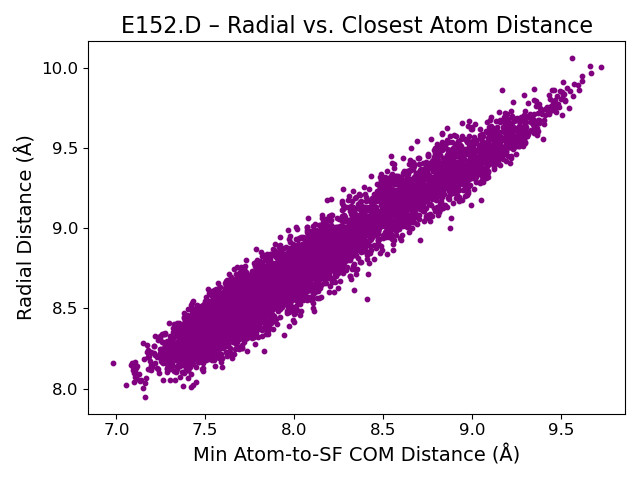 E152.D – Radial vs. Closest Atom Distance
10.0
9.5
9.0
8.5
8.0
Radial Distance (Å)
7.0 7.5 8.0 8.5 9.0 9.5
Min Atom-to-SF COM Distance (Å)